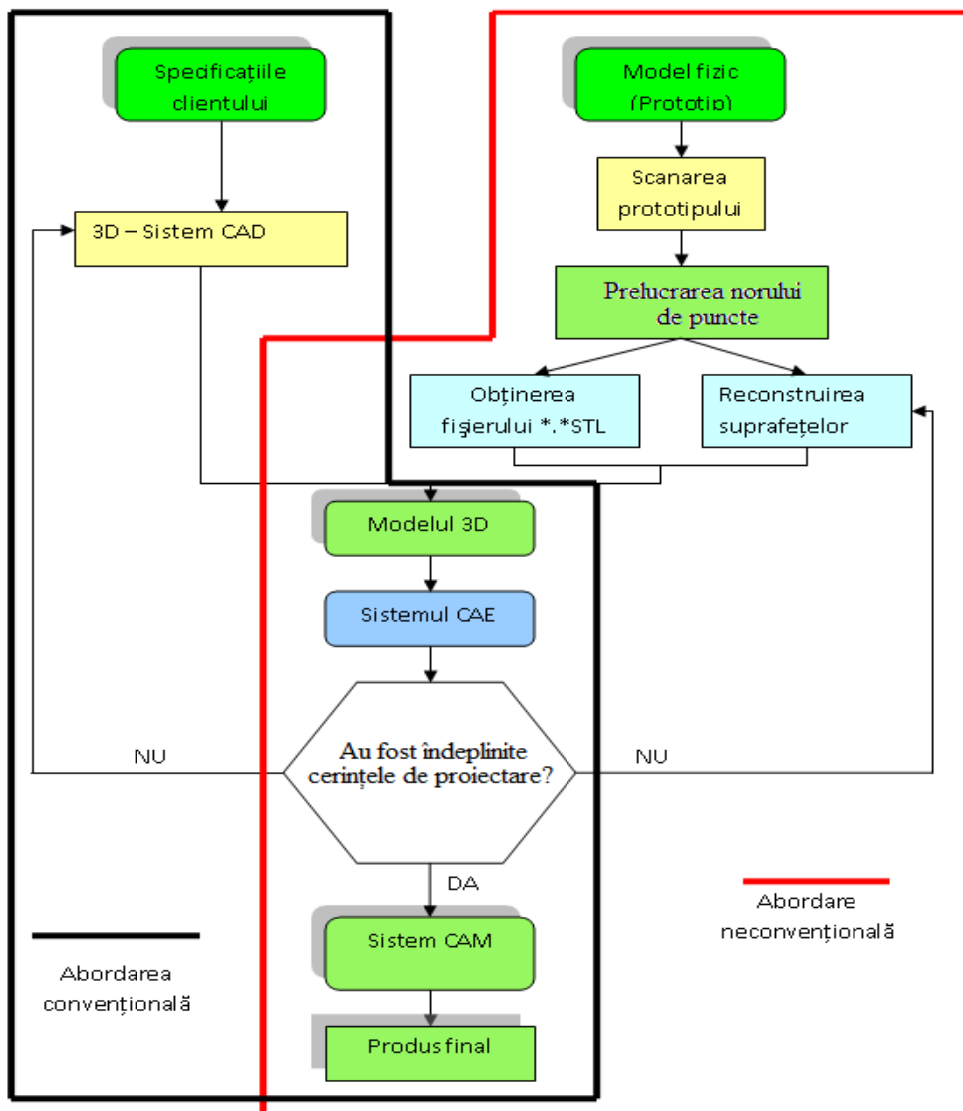 Specificațiile
clientului
Model fizic
(Prototip)
Scanarea
prototipului
3D – Sistem CAD
Prelucrarea norului
de puncte
Obținerea
fişierului *.*STL
Reconstruirea
suprafețelor
Modelul 3D
Sistemul CAE
Au fost îndeplinite
cerințele de proiectare?
NU
NU
DA
Sistem CAM
Produs final
Abordarea
convențională
Abordare
neconvențională